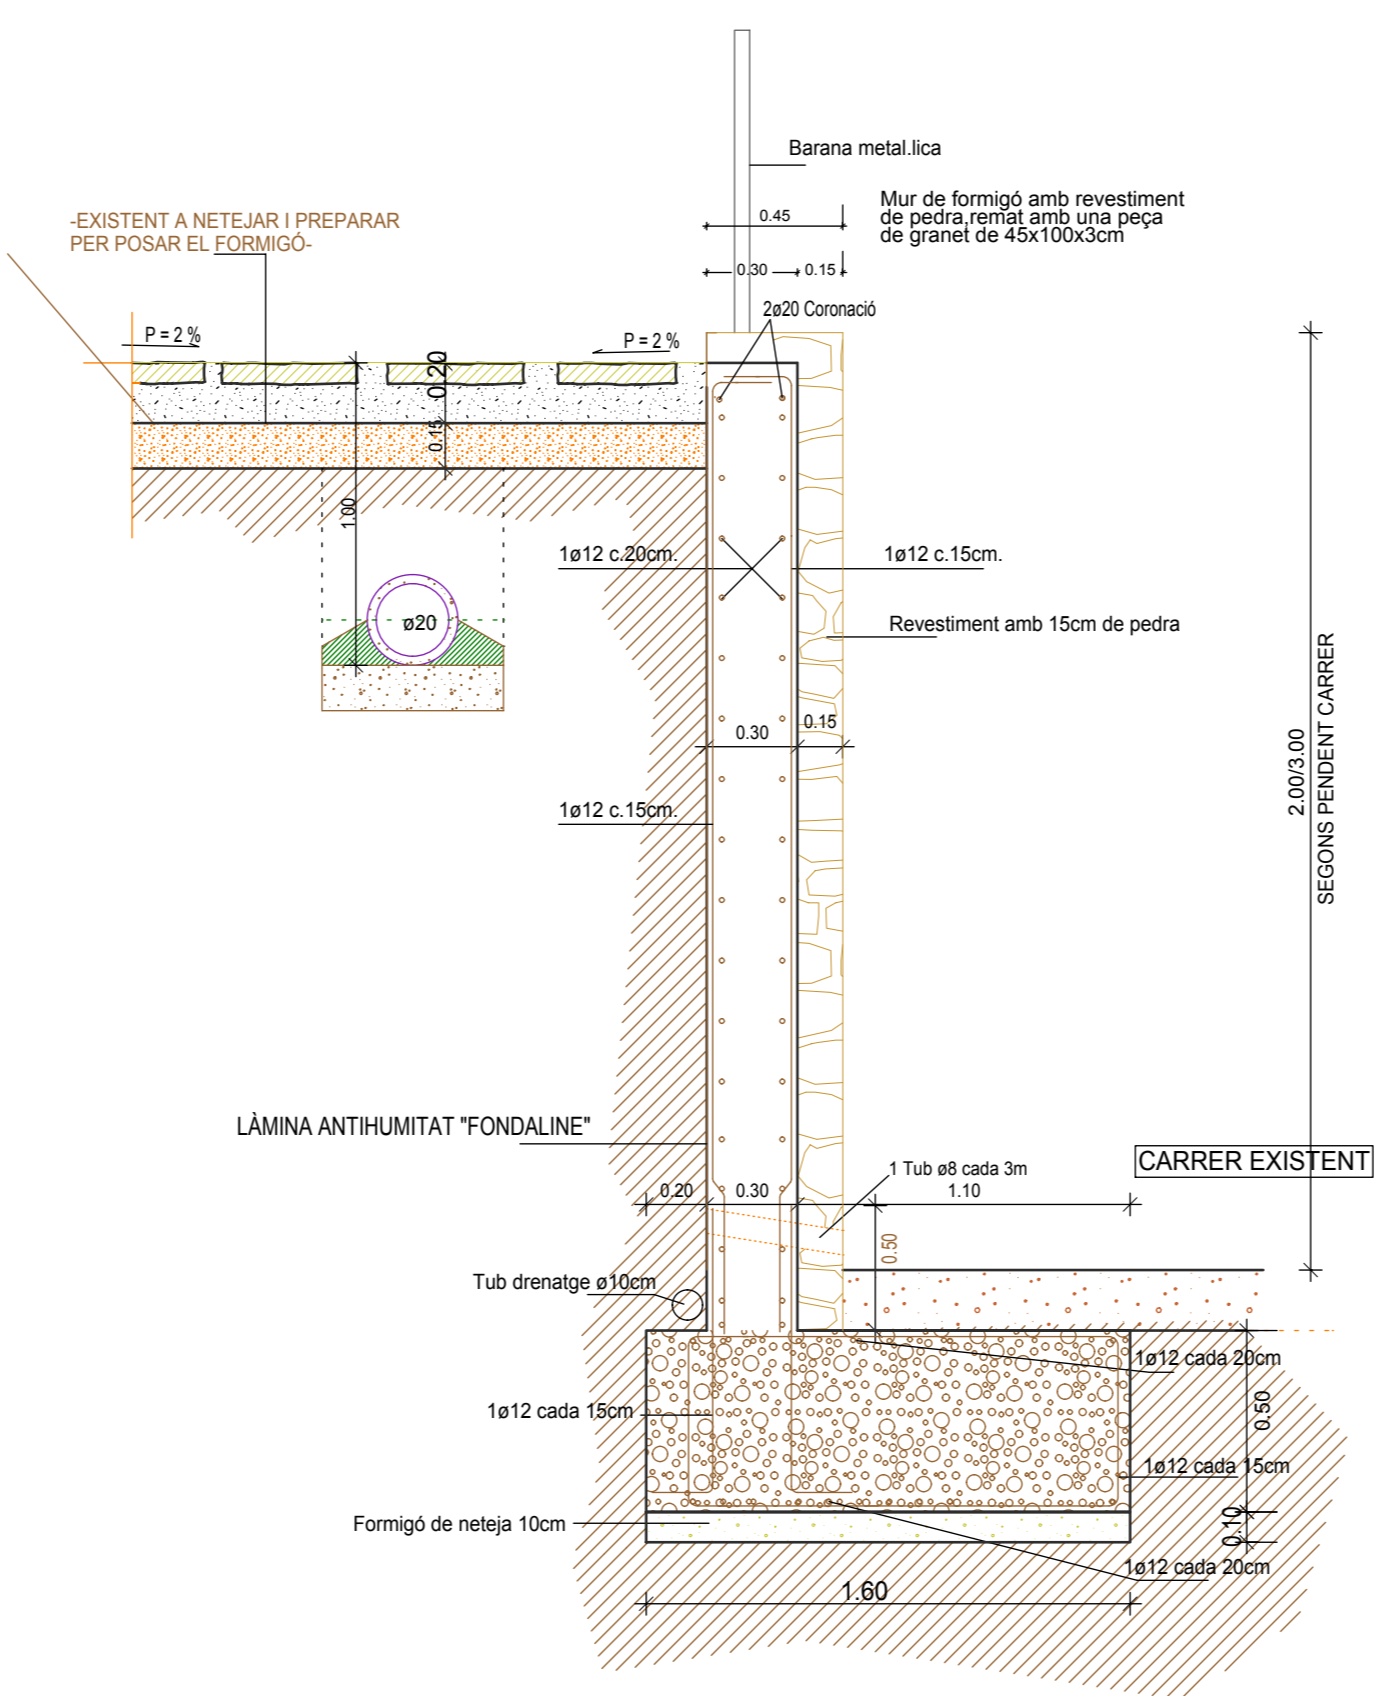 Barana metal.lica
Mur de formigó amb revestiment
de pedra,remat amb una peça
de granet de 45x100x3cm
-EXISTENT A NETEJAR I PREPARAR
PER POSAR EL FORMIGÓ-
0.45
0.30
0.15
2ø20 Coronació
P = 2 %
P = 2 %
0.20
0.15
1.00
1ø12 c.20cm.
1ø12 c.15cm.
ø20
Revestiment amb 15cm de pedra
0.30
0.15
2.00/3.00
SEGONS PENDENT CARRER
1ø12 c.15cm.
LÀMINA ANTIHUMITAT "FONDALINE"
CARRER EXISTENT
1 Tub ø8 cada 3m
0.20
0.30
1.10
0.50
Tub drenatge ø10cm
1ø12 cada 20cm
1ø12 cada 15cm
0.50
1ø12 cada 15cm
Formigó de neteja 10cm
0.10
1ø12 cada 20cm
1.60